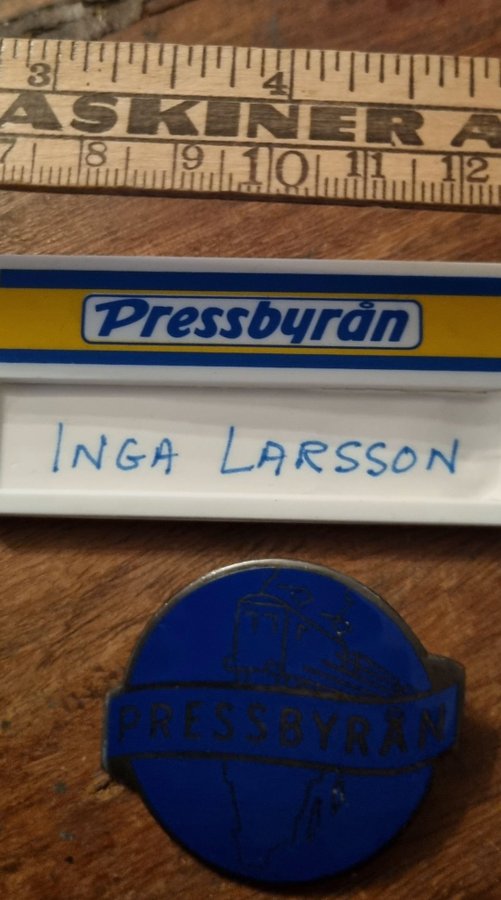 3 4
ASKINER A
7 8 9 10 11 12
Pressbyrån
INGA LARSSON
PRESSBYRÅN